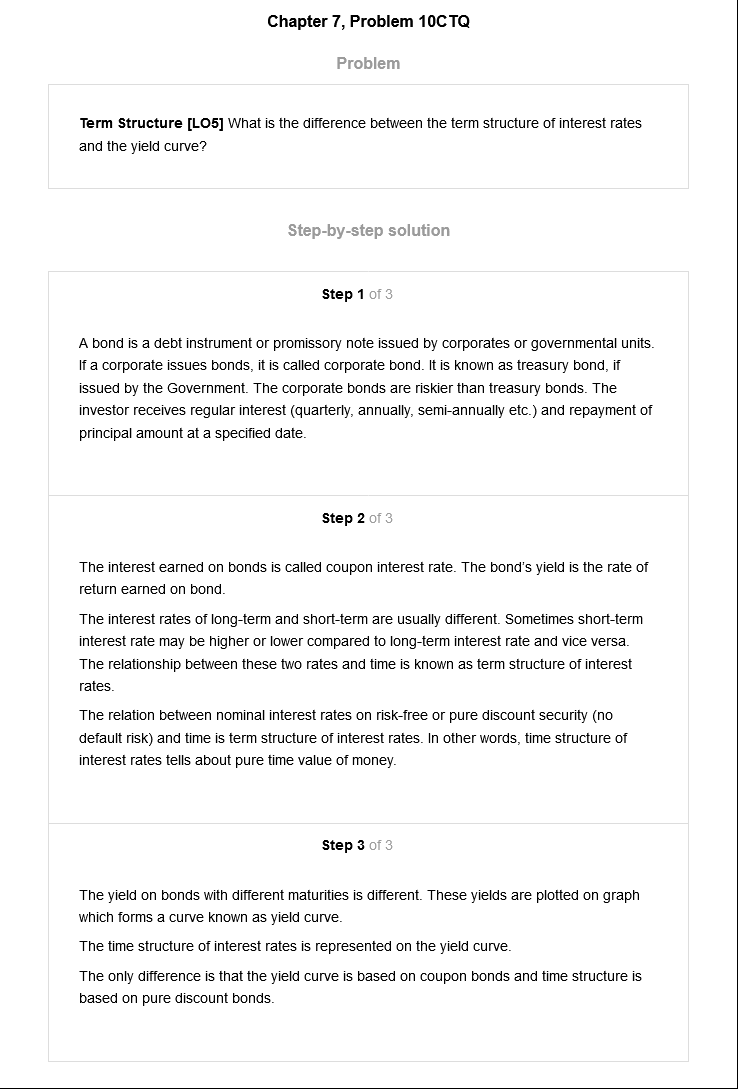 Chapter 7, Problem 10CTQ
Problem
Term Structure [LO5] What is the difference between the term structure of interest rates
and the yield curve?
Step-by-step solution
Step 1 of 3
A bond is a debt instrument or promissory note issued by corporates or governmental units.
If a corporate issues bonds, it is called corporate bond. It is known as treasury bond, if
issued by the Government. The corporate bonds are riskier than treasury bonds. The
investor receives regular interest (quarterly, annually, semi-annually etc.) and repayment of
principal amount at a specified date.
Step 2 of 3
The interest earned on bonds is called coupon interest rate. The bond’s yield is the rate of
return earned on bond.
The interest rates of long-term and short-term are usually different. Sometimes short-term
interest rate may be higher or lower compared to long-term interest rate and vice versa.
The relationship between these two rates and time is known as term structure of interest
rates.
The relation between nominal interest rates on risk-free or pure discount security (no
default risk) and time is term structure of interest rates. In other words, time structure of
interest rates tells about pure time value of money.
Step 3 of 3
The yield on bonds with different maturities is different. These yields are plotted on graph
which forms a curve known as yield curve.
The time structure of interest rates is represented on the yield curve.
The only difference is that the yield curve is based on coupon bonds and time structure is
based on pure discount bonds.